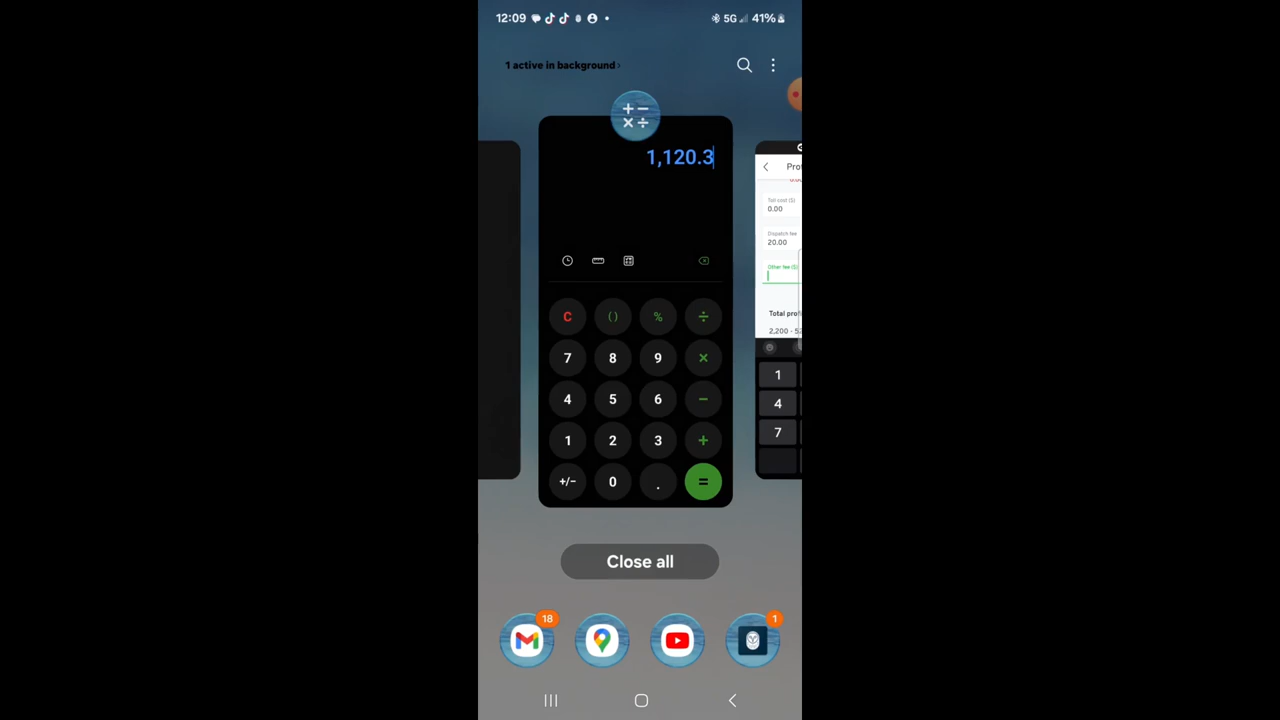 12:09
5G 41%
1 active in background ›
+ −
× ÷
1,120.3
C ( ) % ÷
7 8 9 ×
4 5 6 −
1 2 3 +
+/− 0 . =
Toll cost ($)
0.00
Dispatch fee
20.00
Other fee ($)
Total
2,200 -
1
4
7
Close all
18
1